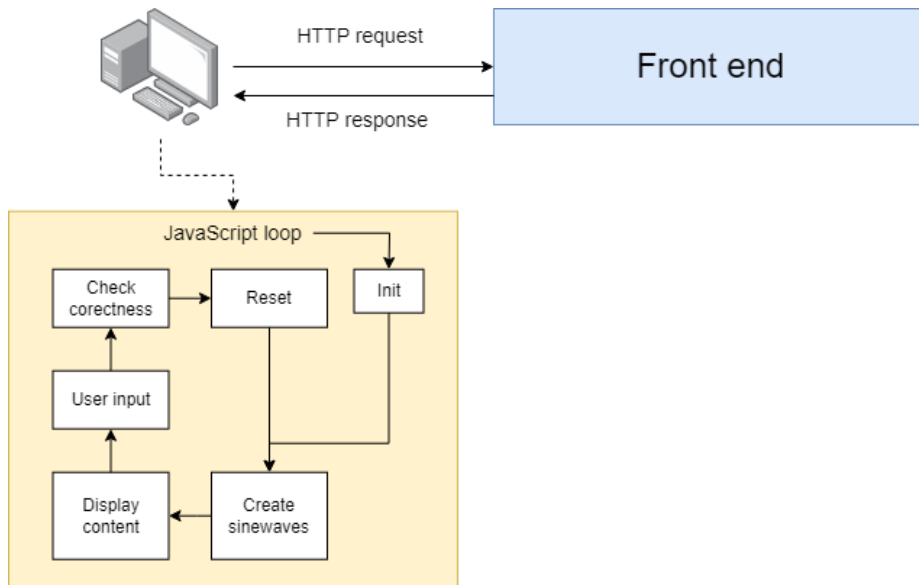 HTTP request
Front end
HTTP response
JavaScript loop
Check
corectness
Reset
Init
User input
Display
content
Create
sinewaves